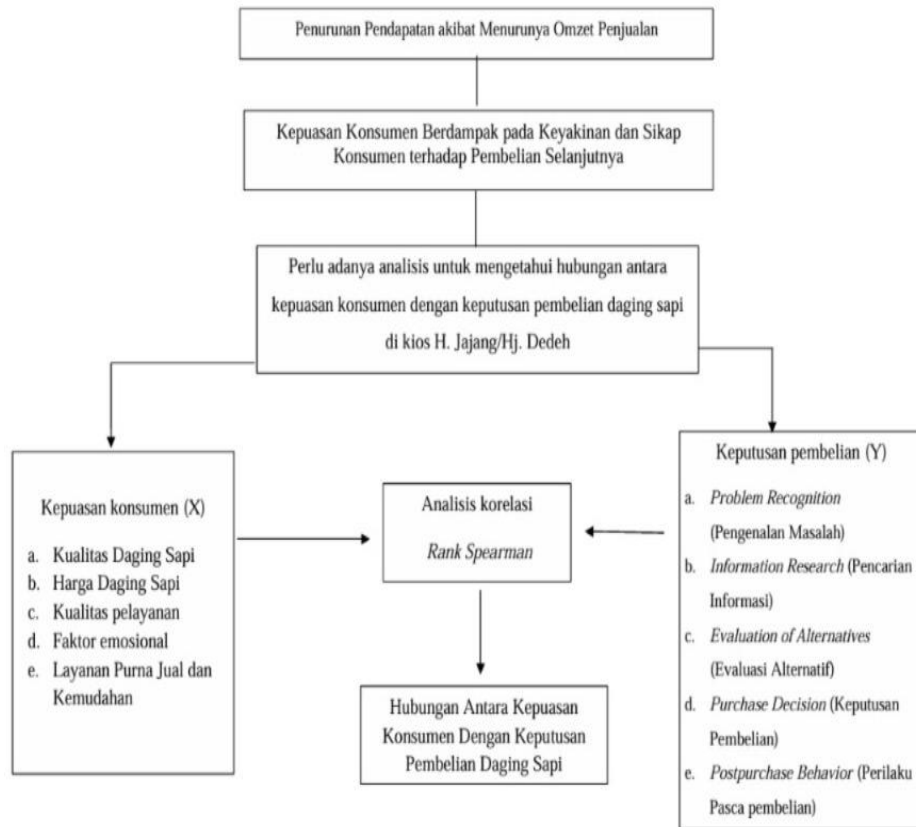 Penurunan Pendapatan akibat Menurunya Omzet Penjualan
Kepuasan Konsumen Berdampak pada Keyakinan dan Sikap
Konsumen terhadap Pembelian Selanjutnya
Perlu adanya analisis untuk mengetahui hubungan antara
kepuasan konsumen dengan keputusan pembelian daging sapi
di kios H. Jajang/Hj. Dedeh
Kepuasan konsumen (X)
a. Kualitas Daging Sapi
b. Harga Daging Sapi
c. Kualitas pelayanan
d. Faktor emosional
e. Layanan Purna Jual dan
Kemudahan
Analisis korelasi
Rank Spearman
Hubungan Antara Kepuasan
Konsumen Dengan Keputusan
Pembelian Daging Sapi
Keputusan pembelian (Y)
a. Problem Recognition
(Pengenalan Masalah)
b. Information Research (Pencarian
Informasi)
c. Evaluation of Alternatives
(Evaluasi Alternatif)
d. Purchase Decision (Keputusan
Pembelian)
e. Postpurchase Behavior (Perilaku
Pasca pembelian)